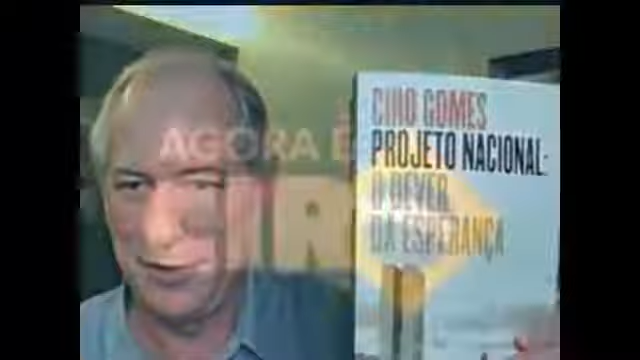 CIRO GOMES
PROJETO NACIONAL:
O DEVER
DA ESPERANÇA
AGORA É